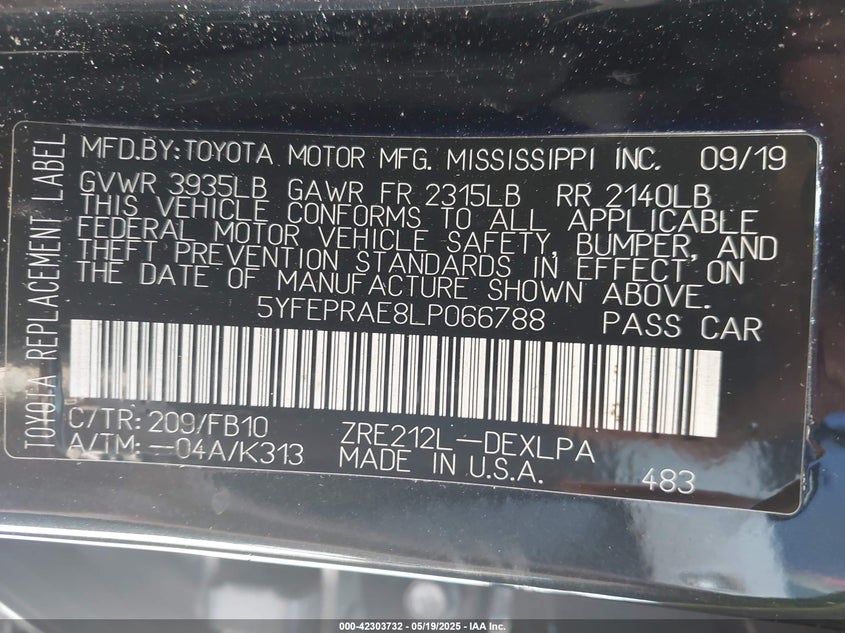 TOYOTA REPLACEMENT LABEL
MFD.BY:TOYOTA MOTOR MFG. MISSISSIPPI INC. 09/19
GVWR 3935LB GAWR FR 2315LB RR 2140LB
THIS VEHICLE CONFORMS TO ALL APPLICABLE
FEDERAL MOTOR VEHICLE SAFETY, BUMPER, AND
THEFT PREVENTION STANDARDS IN EFFECT ON
THE DATE OF MANUFACTURE SHOWN ABOVE.
5YFEPRAE8LP066788 PASS CAR
C/TR: 209/FB10 ZRE212L—DEXLPA
A/TM: —04A/K313 MADE IN U.S.A. 483
000-42303732 - 05/19/2025 - IAA Inc.